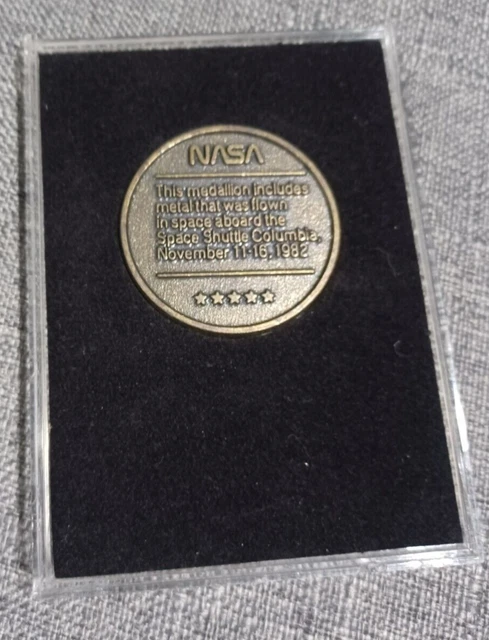 NASA
This medallion includes
metal that was flown
in space aboard the
Space Shuttle Columbia,
November 11-16, 1982